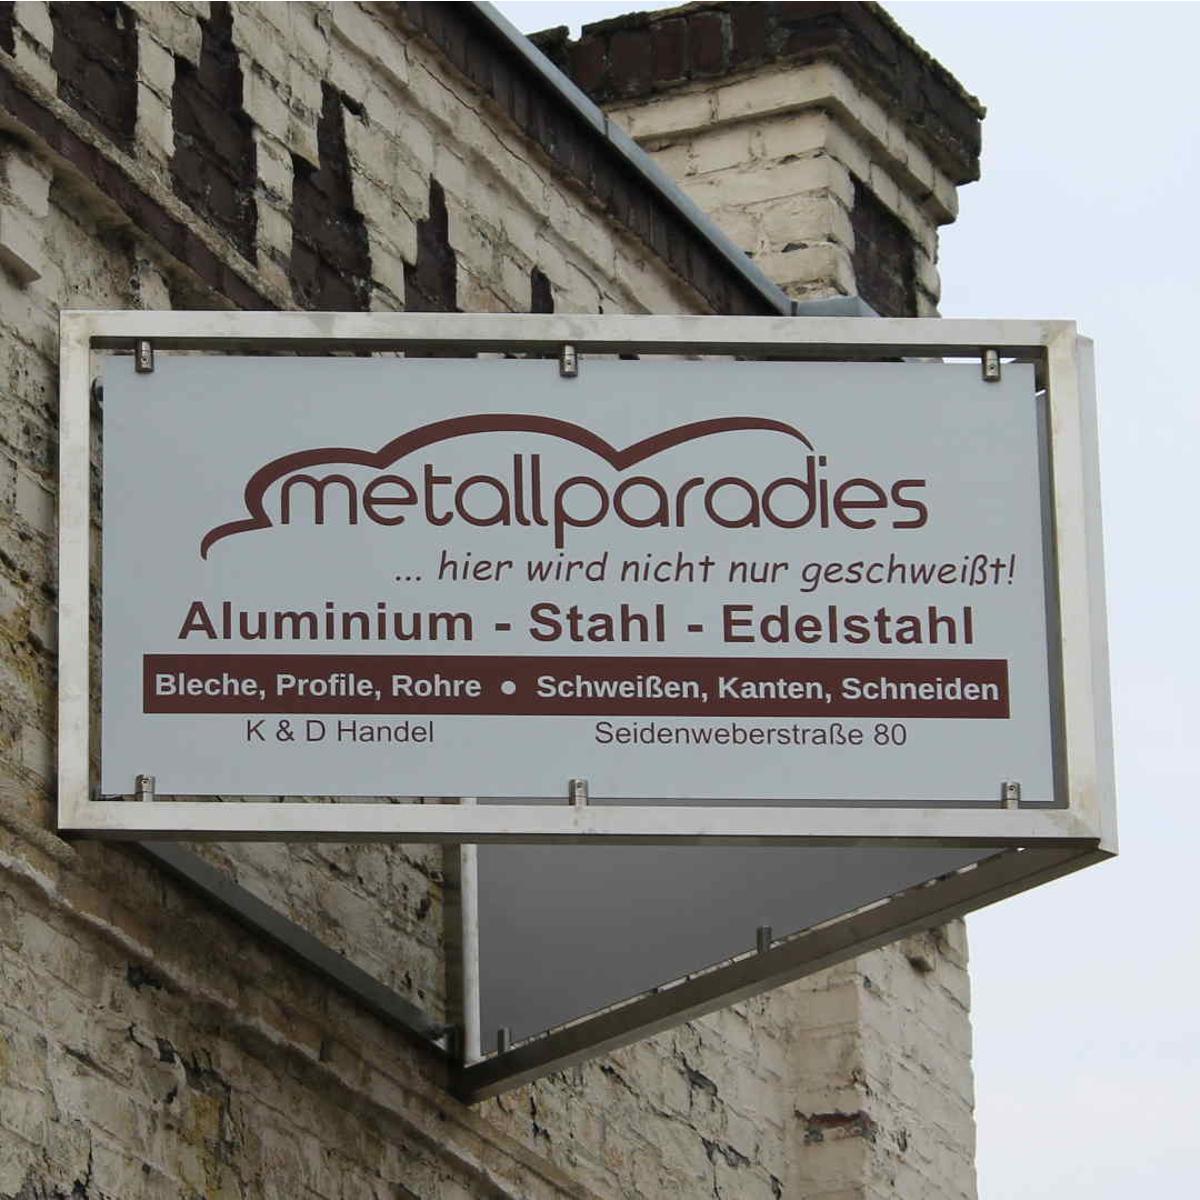 metallparadies
... hier wird nicht nur geschweißt!
Aluminium - Stahl - Edelstahl
Bleche, Profile, Rohre • Schweißen, Kanten, Schneiden
K & D Handel Seidenweberstraße 80